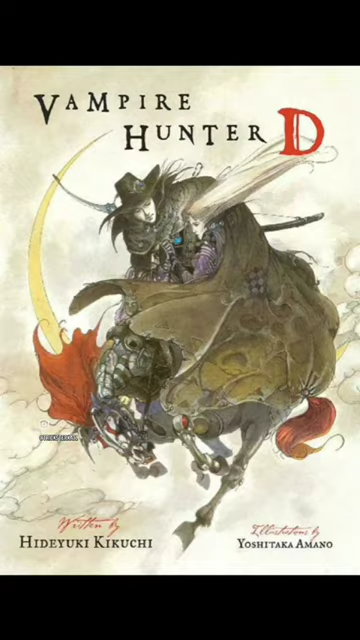 VAMPIRE
HUNTER D
Written by
HIDEYUKI KIKUCHI
Illustrations by
YOSHITAKA AMANO